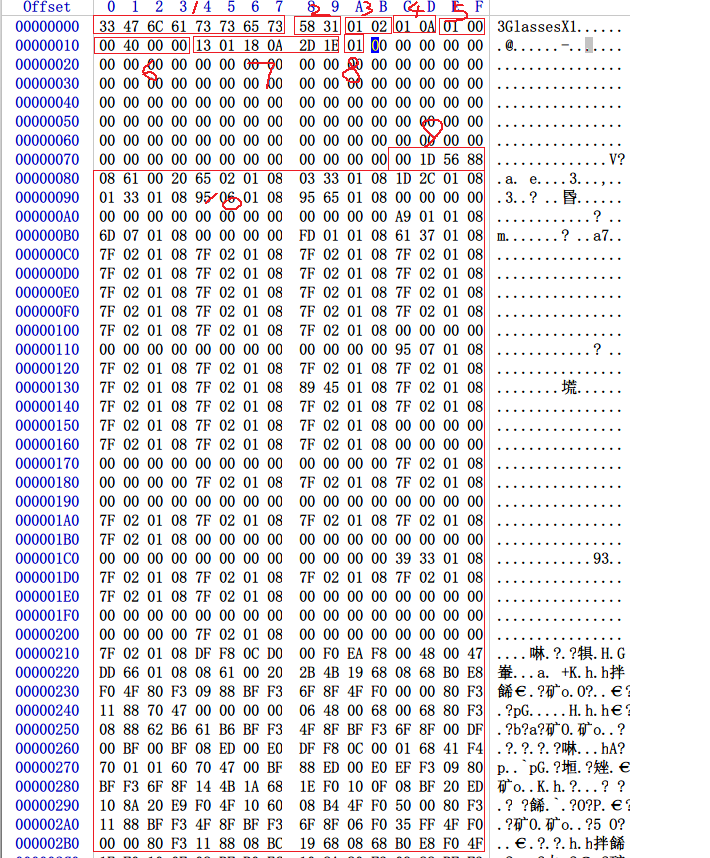 Offset 0 1 2 3 4 5 6 7 8 9 A B C D E F
1 2 3 4 5
00000000 33 47 6C 61 73 73 65 73 58 31 01 02 01 0A 01 00 3GlassesX1......
00000010 00 40 00 00 13 01 18 0A 2D 1E 01 0 00 00 00 00 .@......-..
6 7 8
00000020 00 00 00 00 00 00 00 00 00 00 00 00 00 00 00 00 ................
00000030 00 00 00 00 00 00 00 00 00 00 00 00 00 00 00 00 ................
00000040 00 00 00 00 00 00 00 00 00 00 00 00 00 00 00 00 ................
00000050 00 00 00 00 00 00 00 00 00 00 00 00 00 00 00 00 ................
00000060 00 00 00 00 00 00 00 00 00 00 00 00 00 00 00 00 ................
00000070 00 00 00 00 00 00 00 00 00 00 00 00 00 1D 56 88 ..............V?
00000080 08 61 00 20 65 02 01 08 03 33 01 08 1D 2C 01 08 .a. e....3...,..
00000090 01 33 01 08 95 06 01 08 95 65 01 08 00 00 00 00 .3..?
000000A0 00 00 00 00 00 00 00 00 00 00 00 00 A9 01 01 08 ............? ..
000000B0 6D 07 01 08 00 00 00 00 FD 01 01 08 61 37 01 08 m.......? ..a7..
000000C0 7F 02 01 08 7F 02 01 08 7F 02 01 08 7F 02 01 08 ................
000000D0 7F 02 01 08 7F 02 01 08 7F 02 01 08 7F 02 01 08 ................
000000E0 7F 02 01 08 7F 02 01 08 7F 02 01 08 7F 02 01 08 ................
000000F0 7F 02 01 08 7F 02 01 08 7F 02 01 08 7F 02 01 08 ................
00000100 7F 02 01 08 7F 02 01 08 7F 02 01 08 00 00 00 00 ................
00000110 00 00 00 00 00 00 00 00 00 00 00 00 95 07 01 08 ............? ..
00000120 7F 02 01 08 7F 02 01 08 7F 02 01 08 7F 02 01 08 ................
00000130 7F 02 01 08 7F 02 01 08 89 45 01 08 7F 02 01 08 ........塃......
00000140 7F 02 01 08 7F 02 01 08 7F 02 01 08 7F 02 01 08 ................
00000150 7F 02 01 08 7F 02 01 08 7F 02 01 08 00 00 00 00 ................
00000160 7F 02 01 08 7F 02 01 08 7F 02 01 08 7F 02 01 08 ................
00000170 00 00 00 00 00 00 00 00 00 00 00 00 7F 02 01 08 ................
00000180 7F 02 01 08 7F 02 01 08 7F 02 01 08 7F 02 01 08 ................
00000190 00 00 00 00 00 00 00 00 00 00 00 00 00 00 00 00 ................
000001A0 7F 02 01 08 7F 02 01 08 7F 02 01 08 7F 02 01 08 ................
000001B0 7F 02 01 08 00 00 00 00 00 00 00 00 00 00 00 00 ................
000001C0 00 00 00 00 00 00 00 00 00 00 00 00 39 33 01 08 ............93..
000001D0 7F 02 01 08 7F 02 01 08 7F 02 01 08 7F 02 01 08 ................
000001E0 7F 02 01 08 00 00 00 00 00 00 00 00 00 00 00 00 ................
000001F0 00 00 00 00 00 00 00 00 00 00 00 00 00 00 00 00 ................
00000200 00 00 00 00 7F 02 01 08 00 00 00 00 00 00 00 00 ................
00000210 7F 02 01 08 DF F8 0C D0 00 F0 EA F8 00 48 00 47
00000220 DD 66 01 08 08 61 00 20 2B 4B 19 68 08 68 B0 E8
00000230 F0 4F 80 F3 09 88 BF F3 6F 8F 4F F0 00 00 80 F3
00000240 11 88 70 47 00 00 00 00 06 48 00 68 00 68 80 F3 .?pG.....H.h.h€?
00000250 08 88 62 B6 61 B6 BF F3 4F 8F BF F3 6F 8F 00 DF
00000260 00 BF 00 BF 08 ED 00 E0 DF F8 0C 00 01 68 41 F4
00000270 70 01 01 60 70 47 00 BF 88 ED 00 E0 EF F3 09 80
00000280 BF F3 6F 8F 14 4B 1A 68 1E F0 10 0F 08 BF 20 ED
00000290 10 8A 20 E9 F0 4F 10 60 08 B4 4F F0 50 00 80 F3
000002A0 11 88 BF F3 4F 8F BF F3 6F 8F 06 F0 35 FF 4F F0
000002B0 00 00 80 F3 11 88 08 BC 19 68 08 68 B0 E8 F0 4F